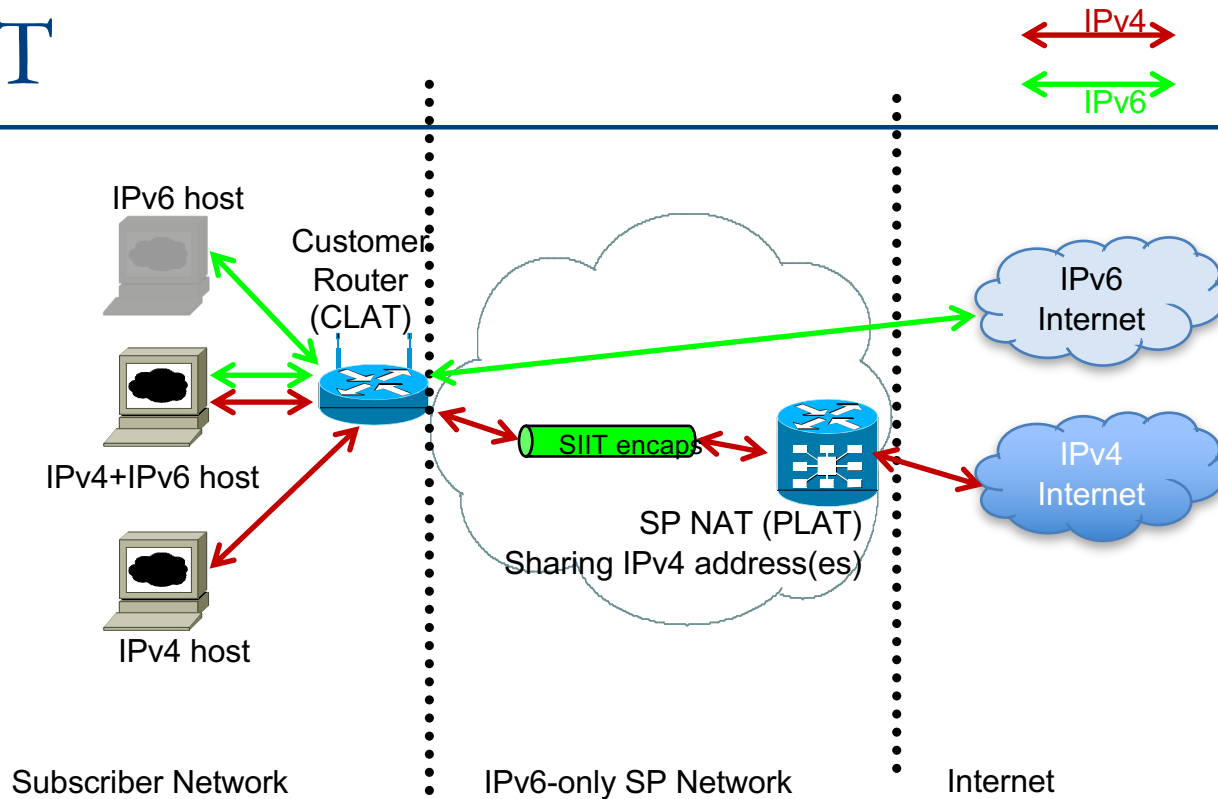 T
IPv4
IPv6
IPv6 host
Customer
Router
(CLAT)
IPv6
Internet
SIIT encaps
IPv4+IPv6 host
IPv4
Internet
SP NAT (PLAT)
Sharing IPv4 address(es)
IPv4 host
Subscriber Network
IPv6-only SP Network
Internet